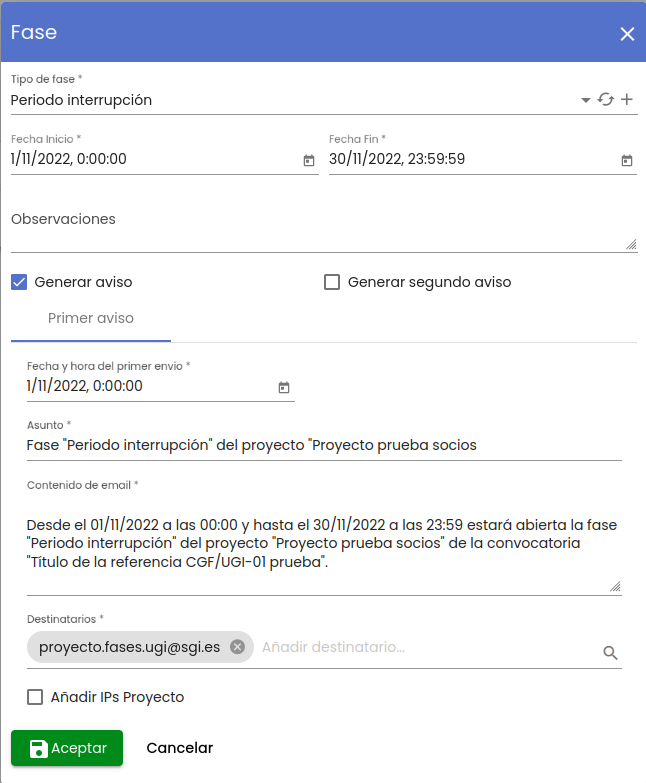 Fase
Tipo de fase *
Periodo interrupción
Fecha Inicio *
Fecha Fin *
1/11/2022, 0:00:00
30/11/2022, 23:59:59
Observaciones
Generar aviso
Generar segundo aviso
Primer aviso
Fecha y hora del primer envio *
1/11/2022, 0:00:00
Asunto *
Fase "Periodo interrupción" del proyecto "Proyecto prueba socios
Contenido de email *
Desde el 01/11/2022 a las 00:00 y hasta el 30/11/2022 a las 23:59 estará abierta la fase
"Periodo interrupción" del proyecto "Proyecto prueba socios" de la convocatoria
"Título de la referencia CGF/UGI-01 prueba".
Destinatarios *
proyecto.fases.ugi@sgi.es
Añadir destinatario...
Añadir IPs Proyecto
Aceptar
Cancelar